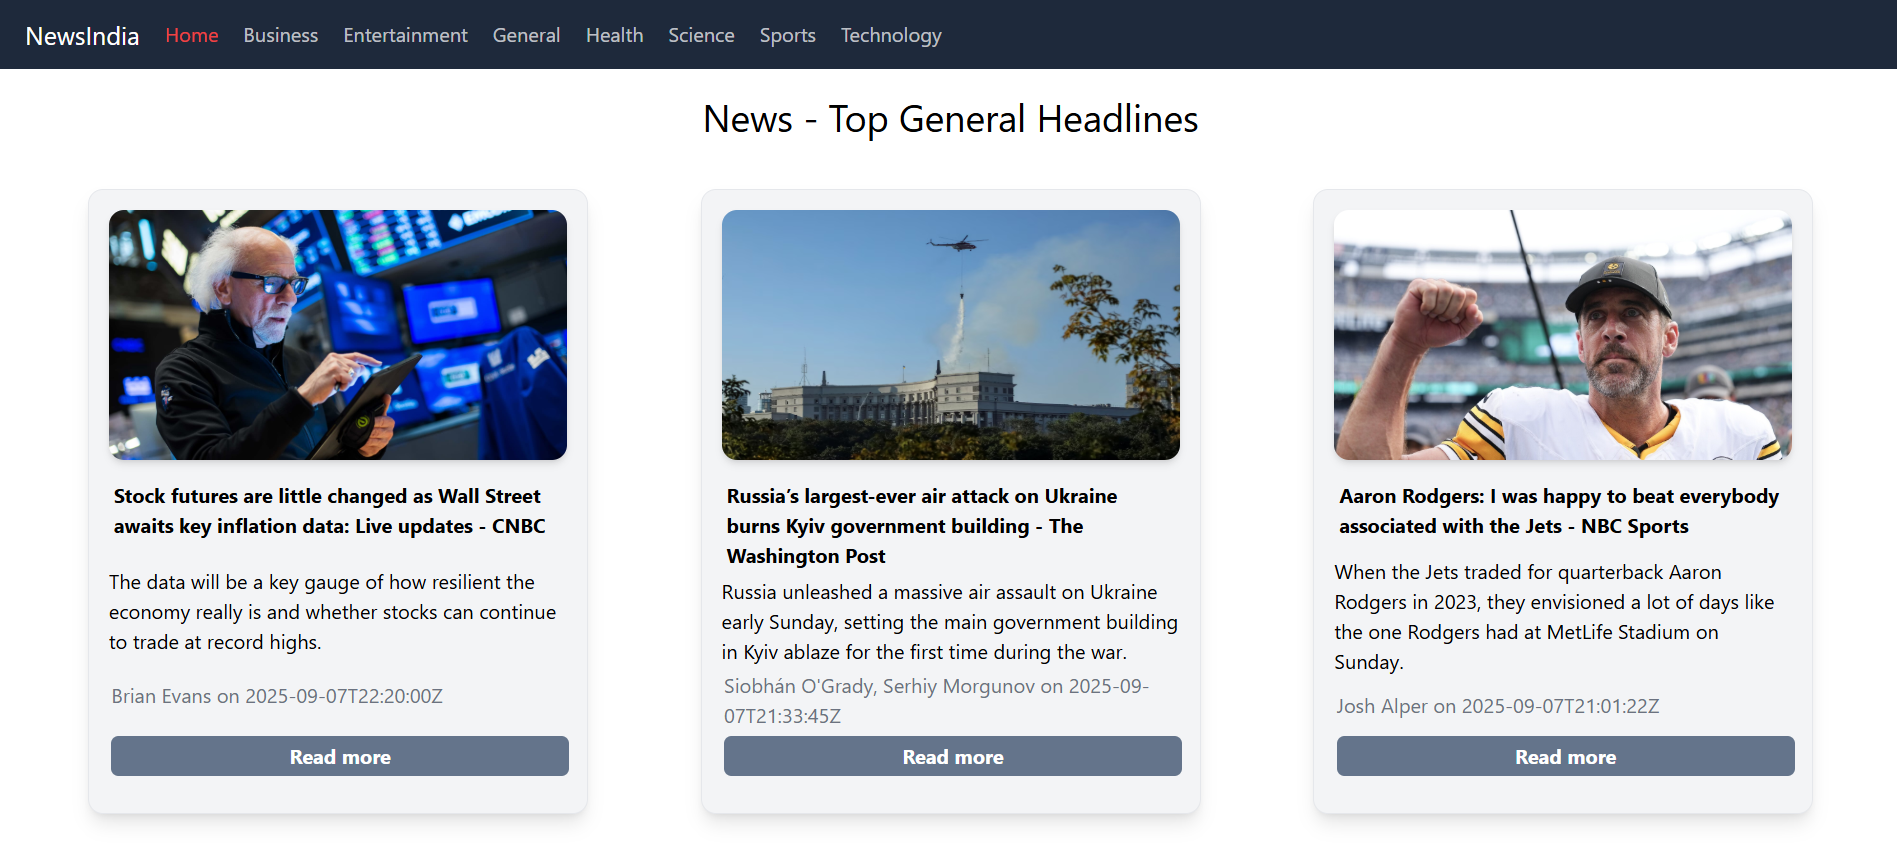 NewsIndia Home Business Entertainment General Health Science Sports Technology
News - Top General Headlines
Stock futures are little changed as Wall Street
awaits key inflation data: Live updates - CNBC
The data will be a key gauge of how resilient the
economy really is and whether stocks can continue
to trade at record highs.
Brian Evans on 2025-09-07T22:20:00Z
Read more
Russia’s largest-ever air attack on Ukraine
burns Kyiv government building - The
Washington Post
Russia unleashed a massive air assault on Ukraine
early Sunday, setting the main government building
in Kyiv ablaze for the first time during the war.
Siobhán O'Grady, Serhiy Morgunov on 2025-09-
07T21:33:45Z
Read more
Aaron Rodgers: I was happy to beat everybody
associated with the Jets - NBC Sports
When the Jets traded for quarterback Aaron
Rodgers in 2023, they envisioned a lot of days like
the one Rodgers had at MetLife Stadium on
Sunday.
Josh Alper on 2025-09-07T21:01:22Z
Read more